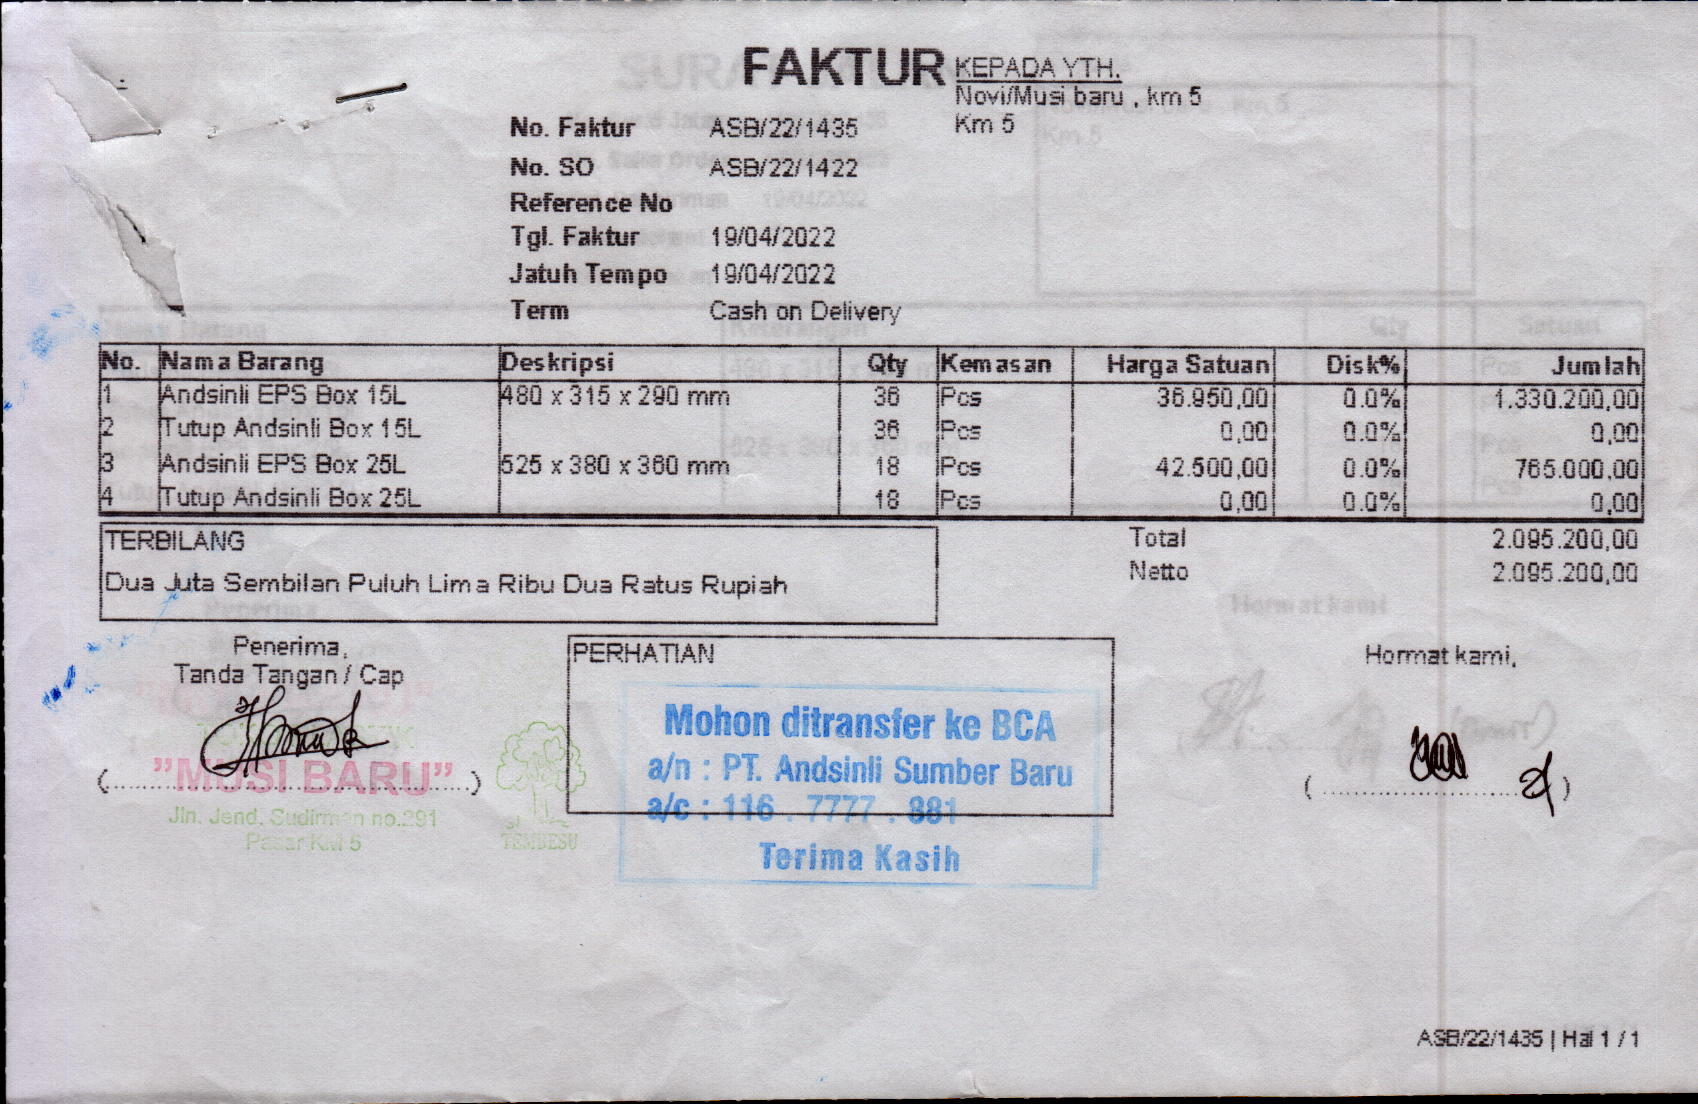 FAKTUR
KEPADA YTH.
Novi/Musi baru , km 5
Km 5
No. Faktur ASB/22/1435
No. SO ASB/22/1422
Reference No
Tgl. Faktur 19/04/2022
Jatuh Tempo 19/04/2022
Term Cash on Delivery
No. Nama Barang Deskripsi Qty Kemasan Harga Satuan Disk% Jumlah
1 Andsinli EPS Box 15L 480 x 315 x 290 mm 36 Pcs 36.950,00 0.0% 1.330.200,00
2 Tutup Andsinli Box 15L 36 Pcs 0,00 0.0% 0,00
3 Andsinli EPS Box 25L 525 x 380 x 360 mm 18 Pcs 42.500,00 0.0% 765.000,00
4 Tutup Andsinli Box 25L 18 Pcs 0,00 0.0% 0,00
TERBILANG
Dua Juta Sembilan Puluh Lima Ribu Dua Ratus Rupiah
Total 2.095.200,00
Netto 2.095.200,00
Penerima,
Tanda Tangan / Cap
"MUSI BARU"
Jln. Jend. Sudirman no.291
Pasar KM 5
TEMBESU
PERHATIAN
Mohon ditransfer ke BCA
a/n : PT. Andsinli Sumber Baru
a/c : 116 . 7777 . 881
Terima Kasih
Hormat kami,
ASB/22/1435 | Hal 1 / 1